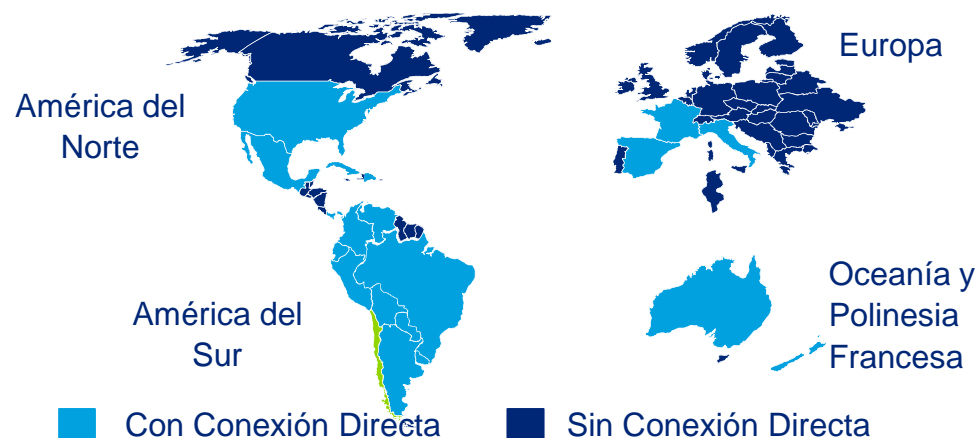 Europa
América del
Norte
América del
Sur
Oceanía y
Polinesia
Francesa
Con Conexión Directa
Sin Conexión Directa